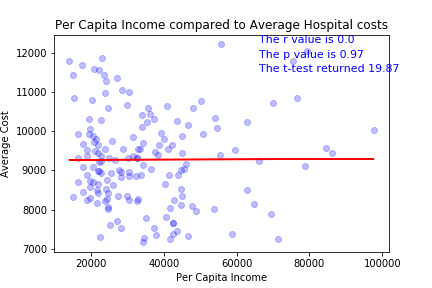 Per Capita Income compared to Average Hospital costs
The r value is 0.0
The p value is 0.97
The t-test returned 19.87
12000
11000
10000
9000
8000
7000
Average Cost
20000 40000 60000 80000 100000
Per Capita Income